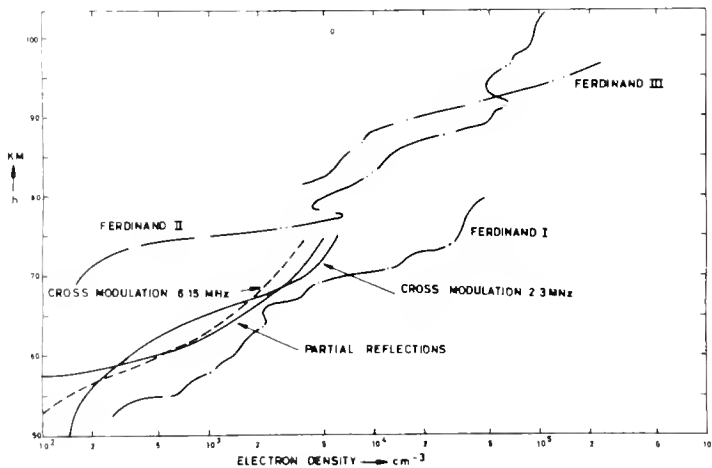 100
90
KM
h
80
70
60
50
FERDINAND III
FERDINAND II
FERDINAND I
CROSS MODULATION 6·15 MHz
CROSS MODULATION 2·3 MHz
PARTIAL REFLECTIONS
10² 2 5 10³ 2 5 10⁴ 2 5 10⁵ 2 5 10
ELECTRON DENSITY → cm⁻³